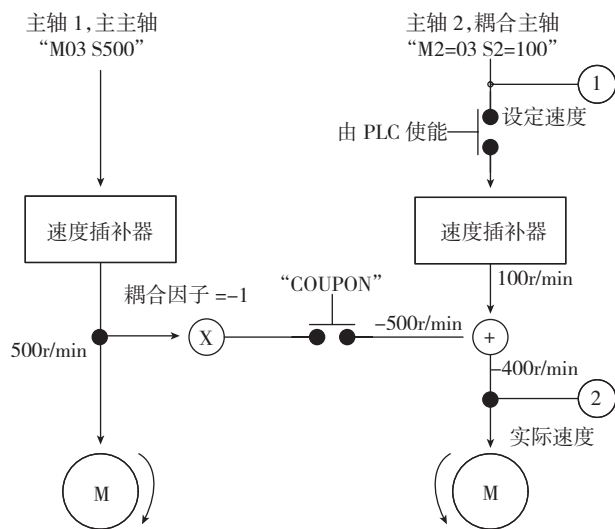 主轴 1,主主轴
“M03 S500”
主轴 2,耦合主轴
“M2=03 S2=100”
1
设定速度
由 PLC 使能
速度插补器
速度插补器
100r/min
耦合因子 =-1
“COUPON”
-500r/min
500r/min
X
+
-400r/min
2
实际速度
M
M